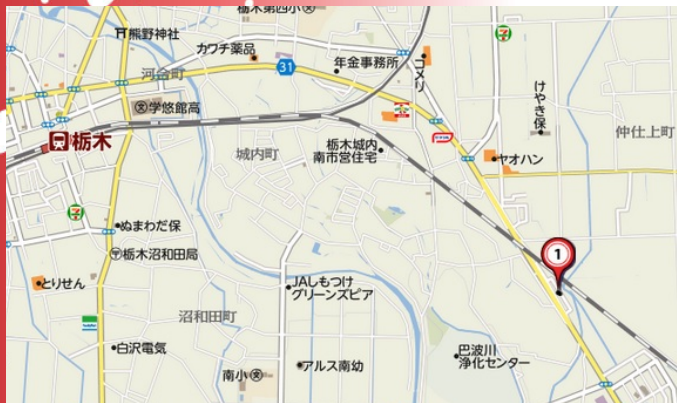 栃木第四小
文
熊野神社
カワチ薬品
31
年金事務所
コメリ
7
河合町
文 学悠館高
けやき保
仲仕上町
栃木
城内町
栃木城内
南市営住宅
ヤオハン
7
ぬまわだ保
〒栃木沼和田局
1
とりせん
JAしもつけ
グリーンズピア
沼和田町
白沢電気
南小
文
アルス南幼
巴波川
浄化センター